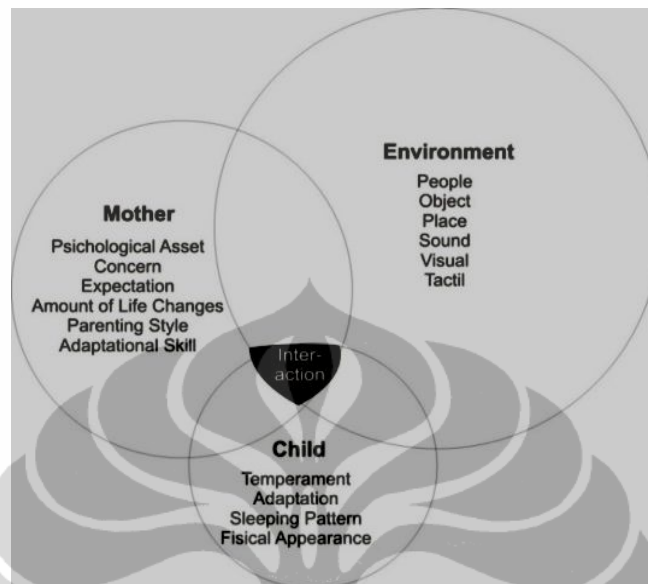 Environment
People
Object
Place
Sound
Visual
Tactil
Mother
Psichological Asset
Concern
Expectation
Amount of Life Changes
Parenting Style
Adaptational Skill
Inter-
action
Child
Temperament
Adaptation
Sleeping Pattern
Fisical Appearance